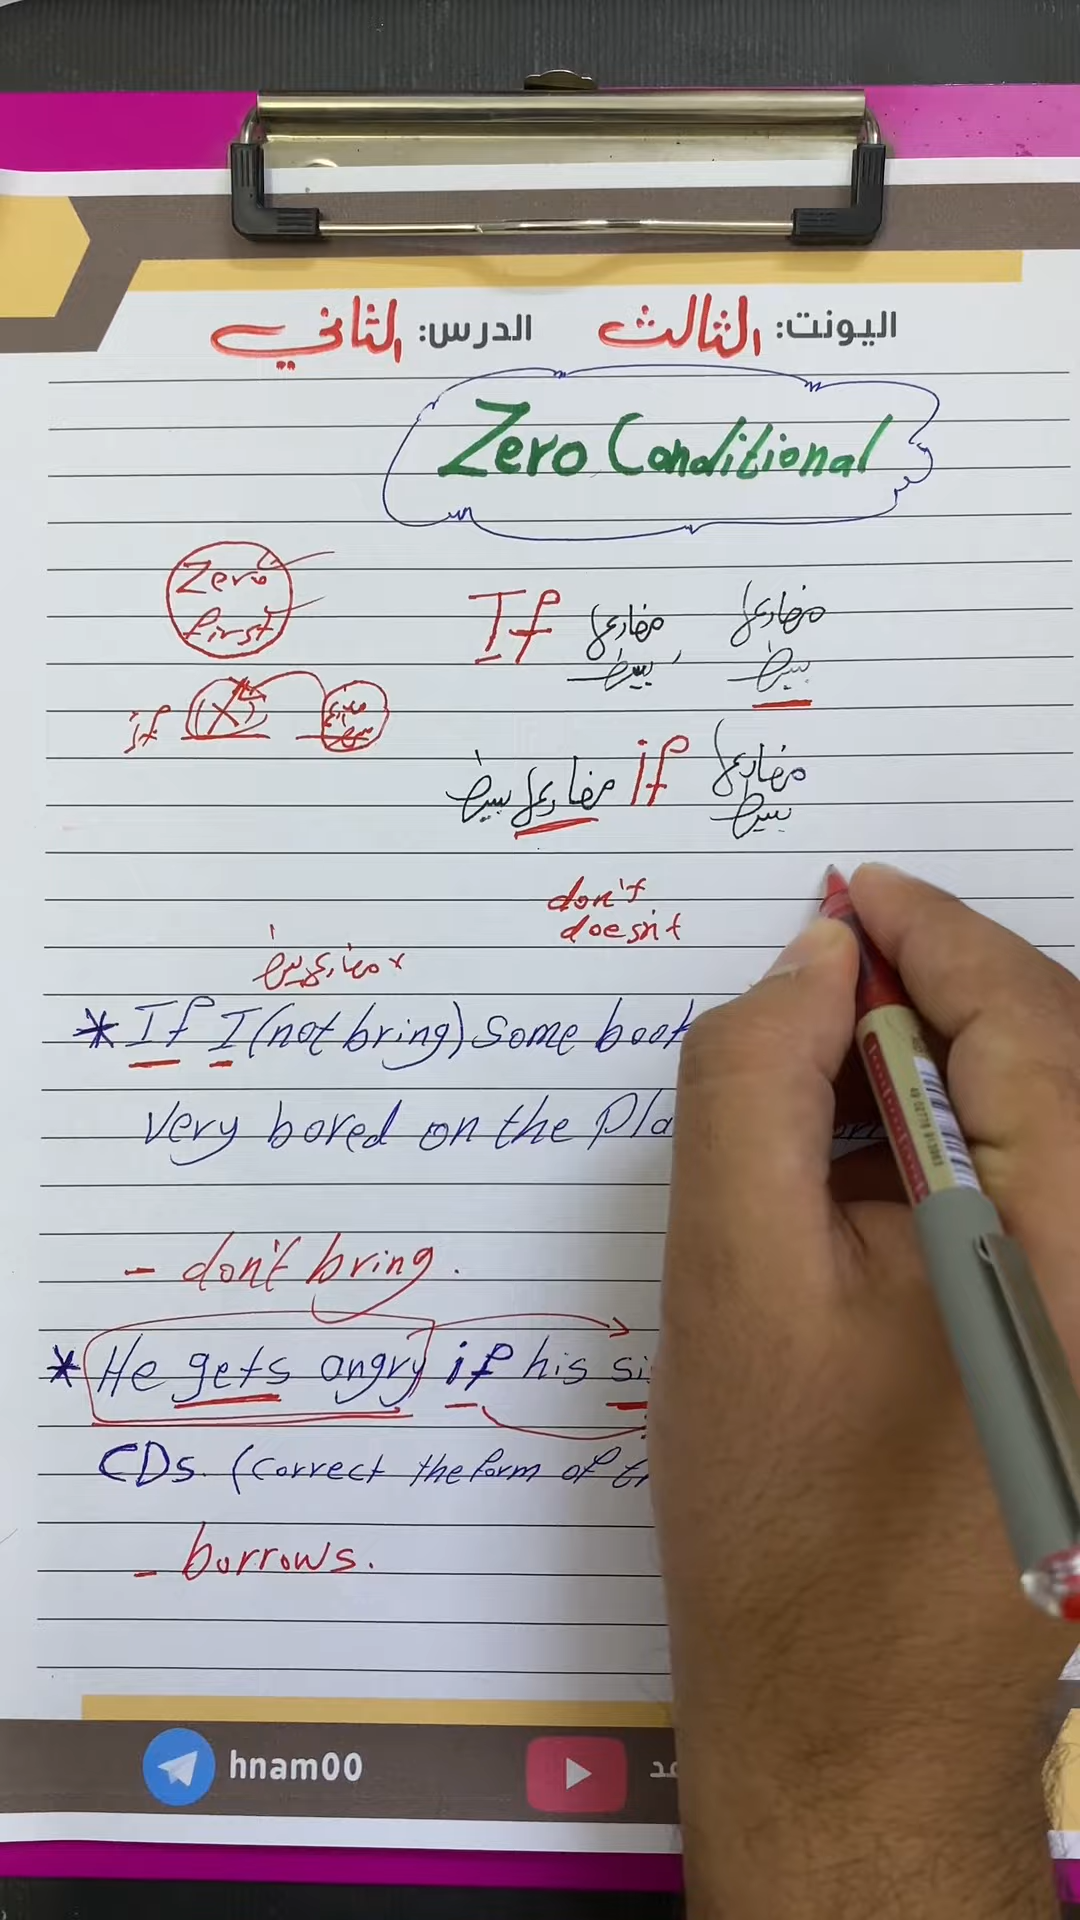 اليونت: الثالث الدرس: الثاني
Zero Conditional
Zero
first
If مضارع بسيط , مضارع بسيط
if (X)
مضارع بسيط if مضارع بسيط
don't
doesn't
مضارع بسيط
* If I (not bring) some book
very bored on the Pla
- don't bring.
* He gets angry if his si
CDs. (Correct the form of
- borrows.
hnam00